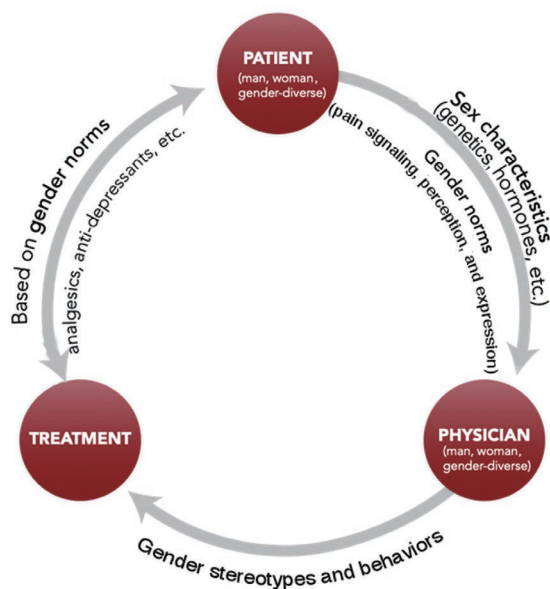 PATIENT
(man, woman,
gender-diverse)
Sex characteristics
(genetics, hormones, etc.)
Gender norms
(pain signaling, perception, and expression)
PHYSICIAN
(man, woman,
gender-diverse)
Gender stereotypes and behaviors
TREATMENT
Based on gender norms
analgesics, anti-depressants, etc.